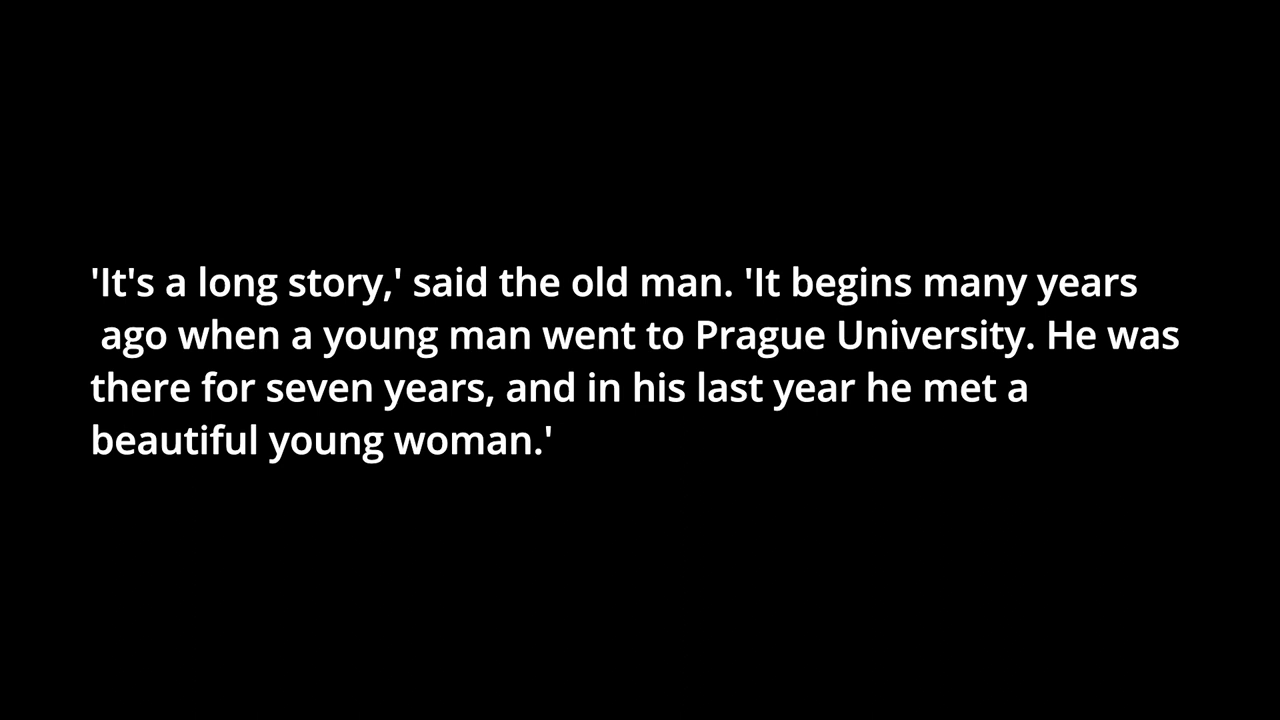 'It's a long story,' said the old man. 'It begins many years
ago when a young man went to Prague University. He was
there for seven years, and in his last year he met a
beautiful young woman.'